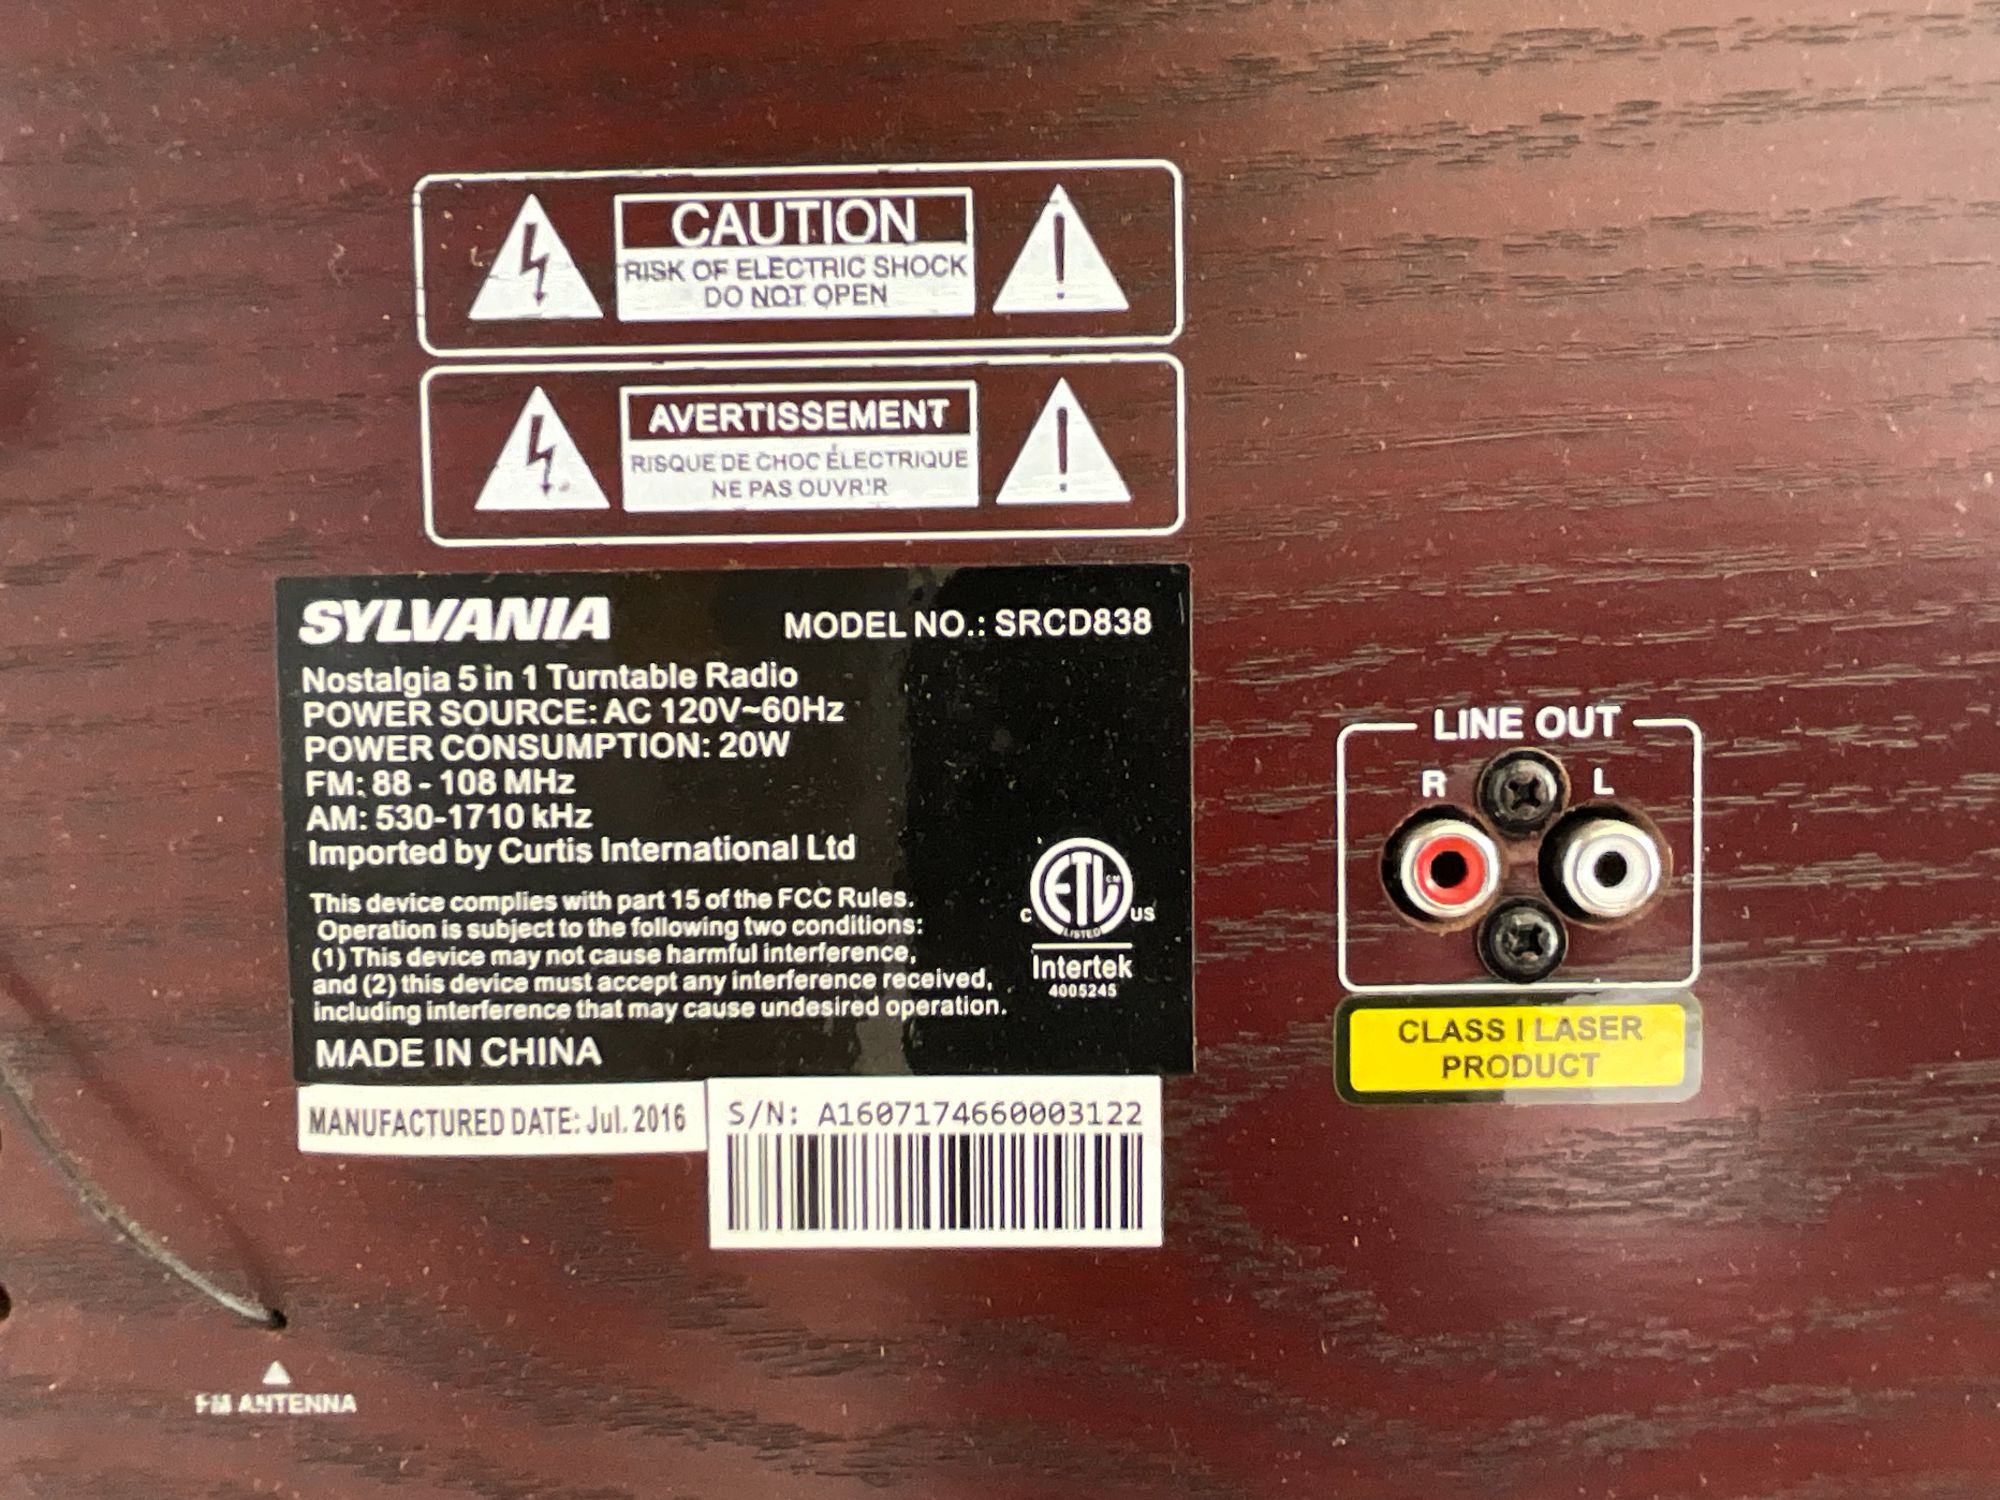 CAUTION
RISK OF ELECTRIC SHOCK
DO NOT OPEN
AVERTISSEMENT
RISQUE DE CHOC ÉLECTRIQUE
NE PAS OUVRIR
SYLVANIA MODEL NO.: SRCD838
Nostalgia 5 in 1 Turntable Radio
POWER SOURCE: AC 120V~60Hz
POWER CONSUMPTION: 20W
FM: 88 - 108 MHz
AM: 530-1710 kHz
Imported by Curtis International Ltd
This device complies with part 15 of the FCC Rules.
Operation is subject to the following two conditions:
(1) This device may not cause harmful interference,
and (2) this device must accept any interference received,
including interference that may cause undesired operation.
MADE IN CHINA
ETL CM
C US
LISTED
Intertek
4005245
MANUFACTURED DATE: Jul. 2016
S/N: A1607174660003122
LINE OUT
R L
CLASS I LASER
PRODUCT
FM ANTENNA